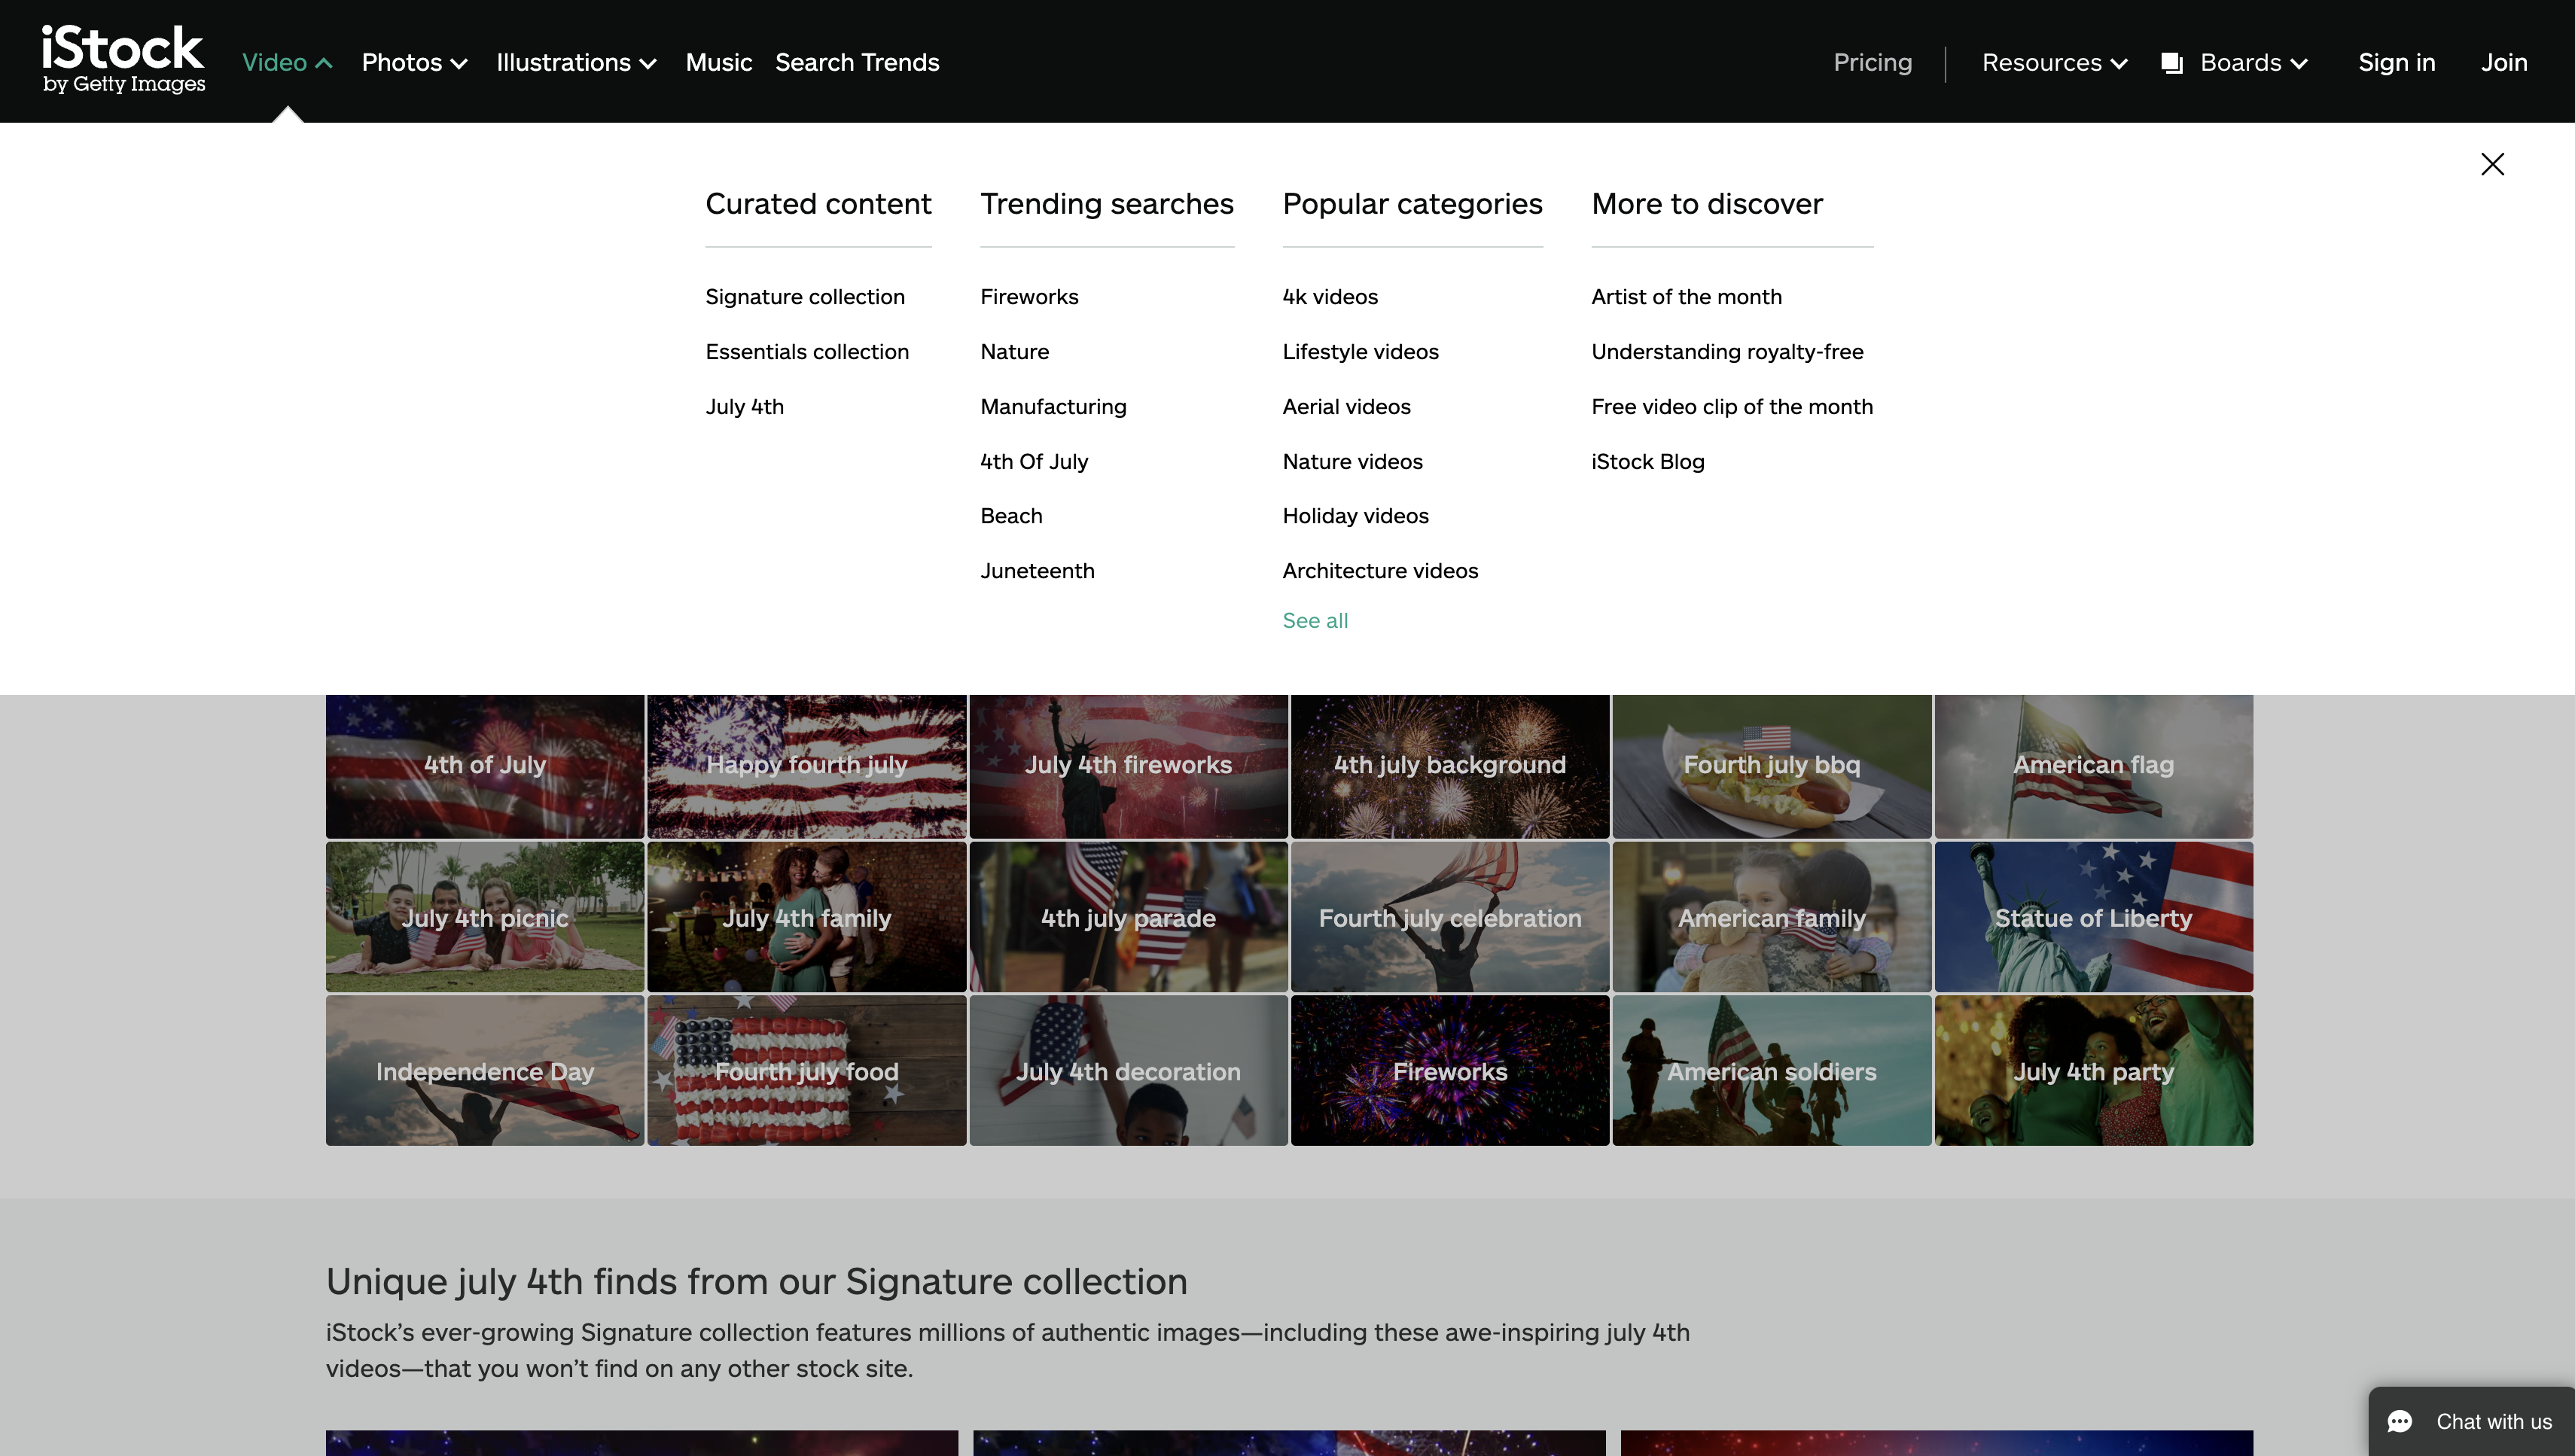 iStock
by Getty Images
Video
Photos
Illustrations
Music
Search Trends
Pricing
Resources
Boards
Sign in
Join
Curated content
Signature collection
Essentials collection
July 4th
Trending searches
Fireworks
Nature
Manufacturing
4th Of July
Beach
Juneteenth
Popular categories
4k videos
Lifestyle videos
Aerial videos
Nature videos
Holiday videos
Architecture videos
See all
More to discover
Artist of the month
Understanding royalty-free
Free video clip of the month
iStock Blog
4th of July
Happy fourth july
July 4th fireworks
4th july background
Fourth july bbq
American flag
July 4th picnic
July 4th family
4th july parade
Fourth july celebration
American family
Statue of Liberty
Independence Day
Fourth july food
July 4th decoration
Fireworks
American soldiers
July 4th party
Unique july 4th finds from our Signature collection
iStock’s ever-growing Signature collection features millions of authentic images—including these awe-inspiring july 4th
videos—that you won’t find on any other stock site.
Chat with us